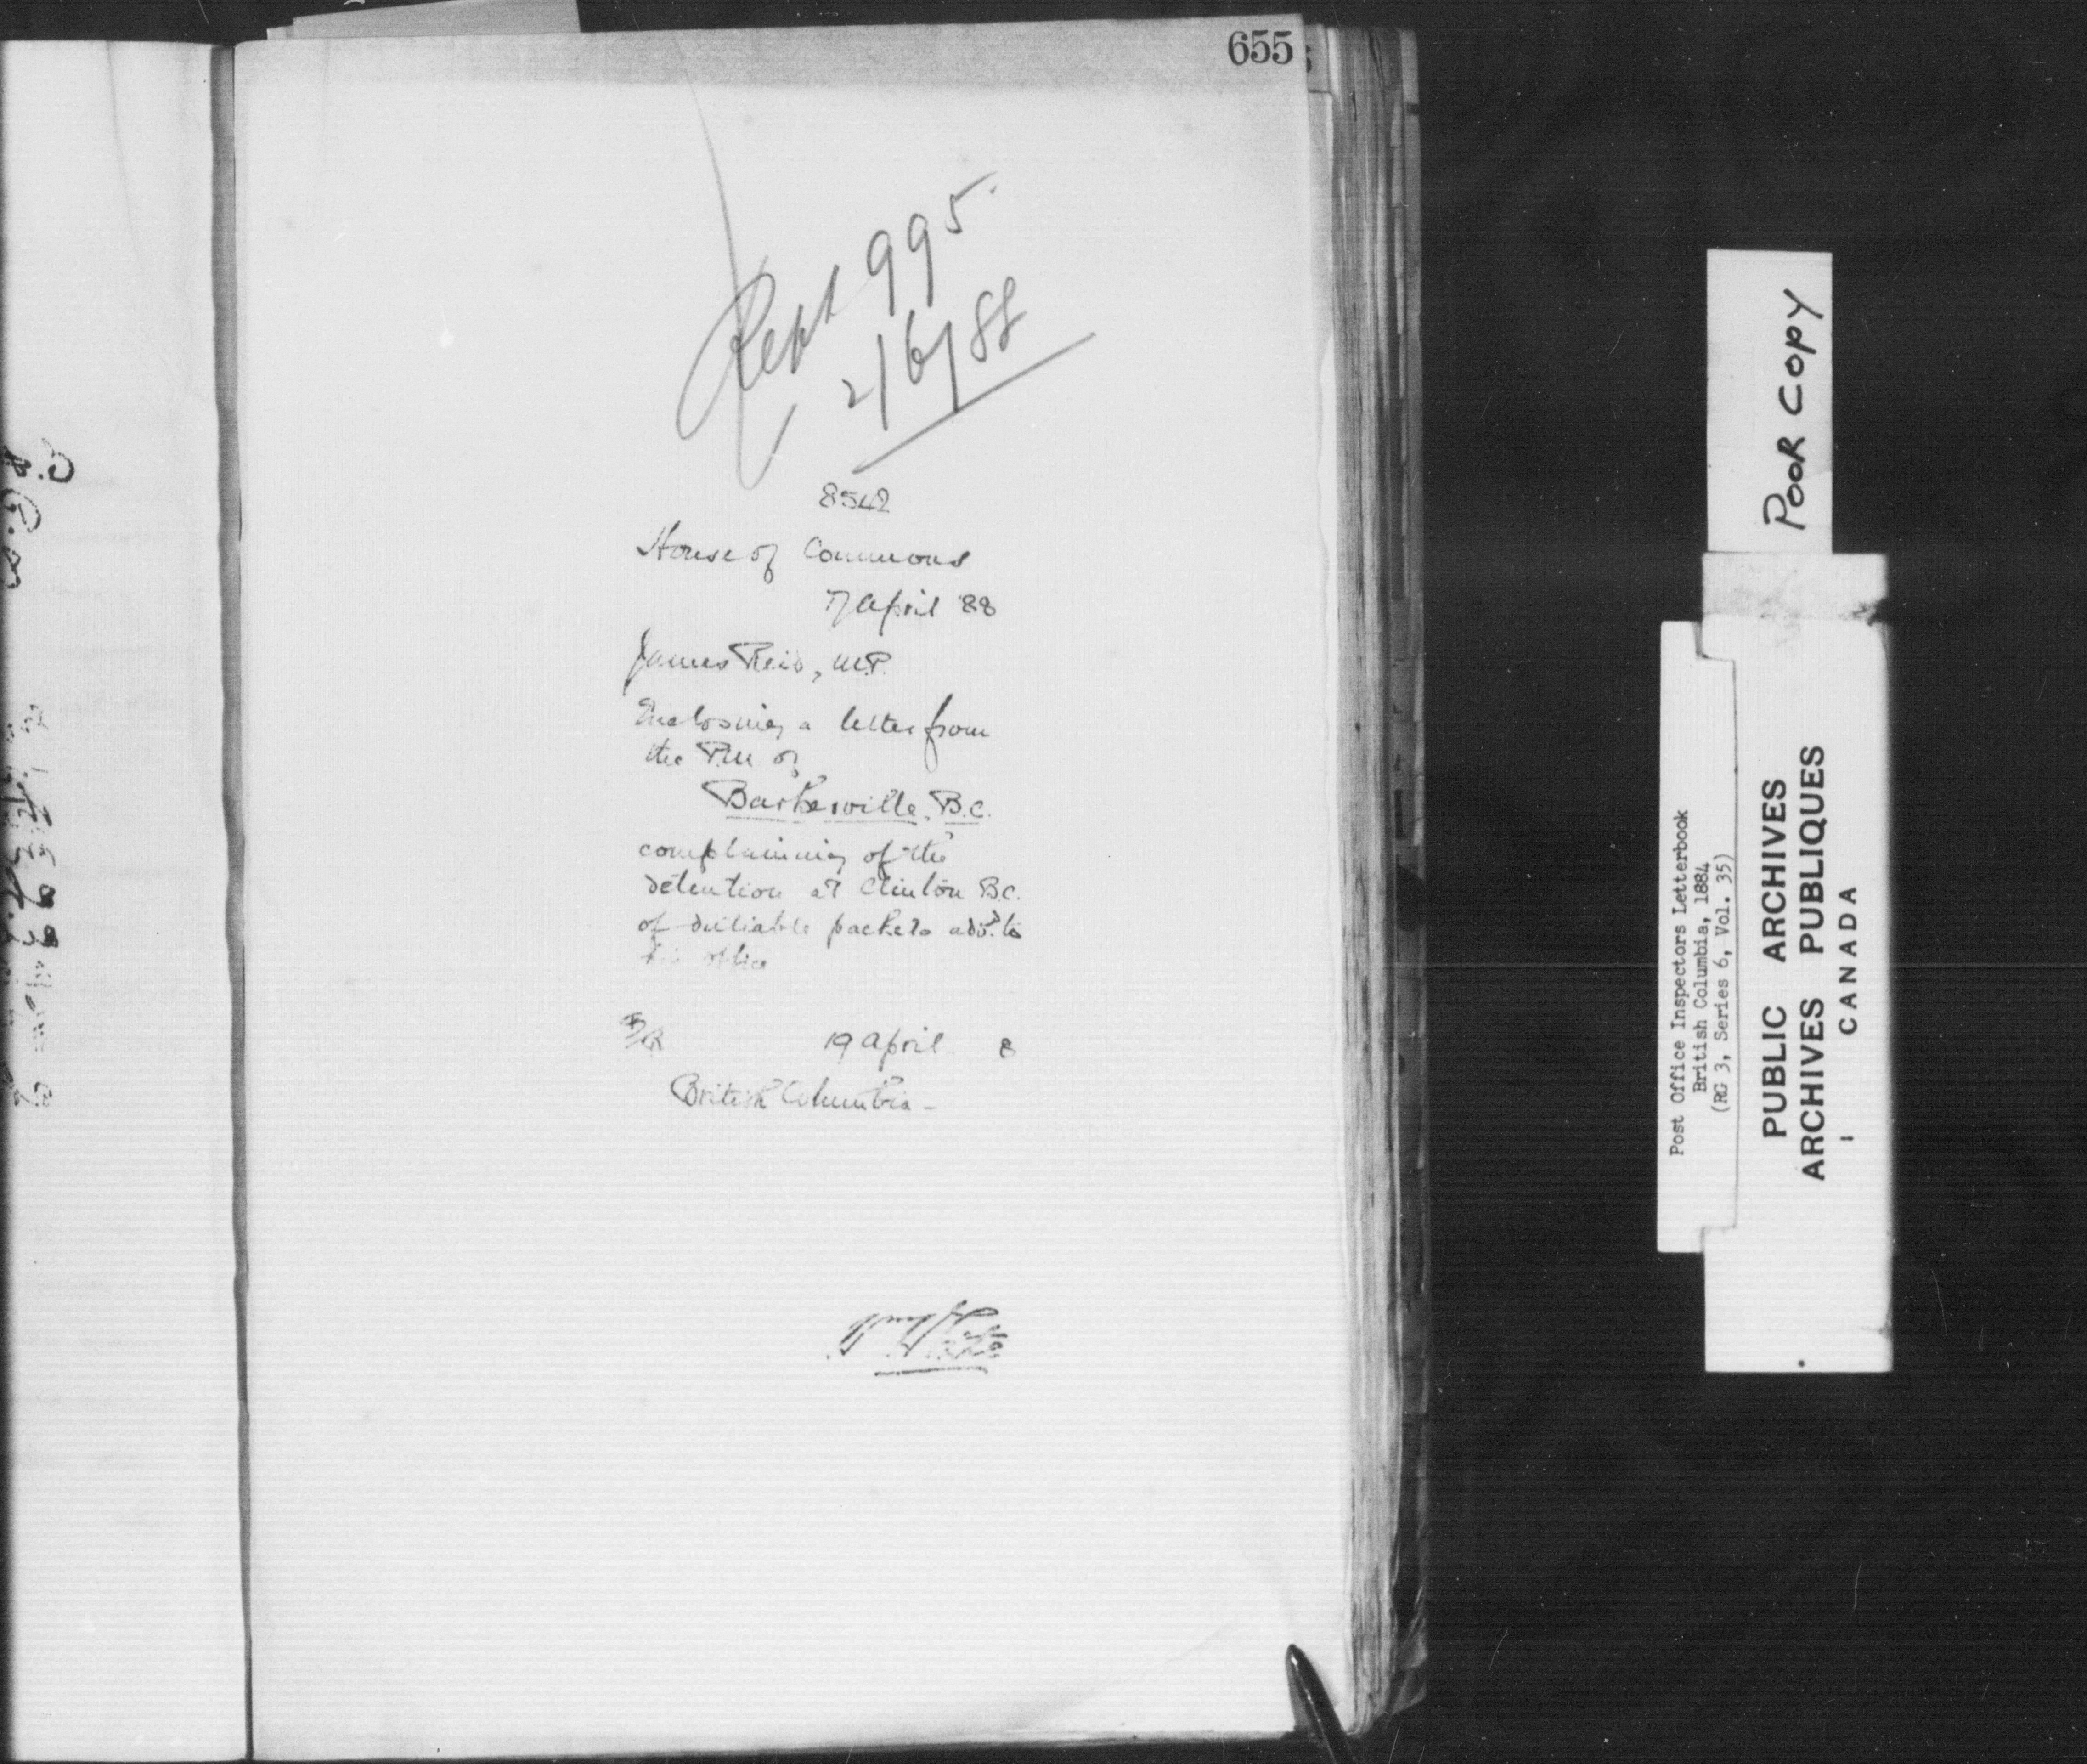 655
Rept 995
2/6/88
8542
House of Commons
7 April '88
James Reid, M.P.
Enclosing a letter from
the P.M of
Barkerville, B.C.
complaining of the
detention at Clinton B.C.
of dutiable packets add. to
his office
19 April 8
British Columbia -
Wm White
POOR COPY
Post Office Inspectors Letterbook
British Columbia, 1884
(RG 3, Series 6, Vol. 35)
PUBLIC ARCHIVES
ARCHIVES PUBLIQUES
CANADA